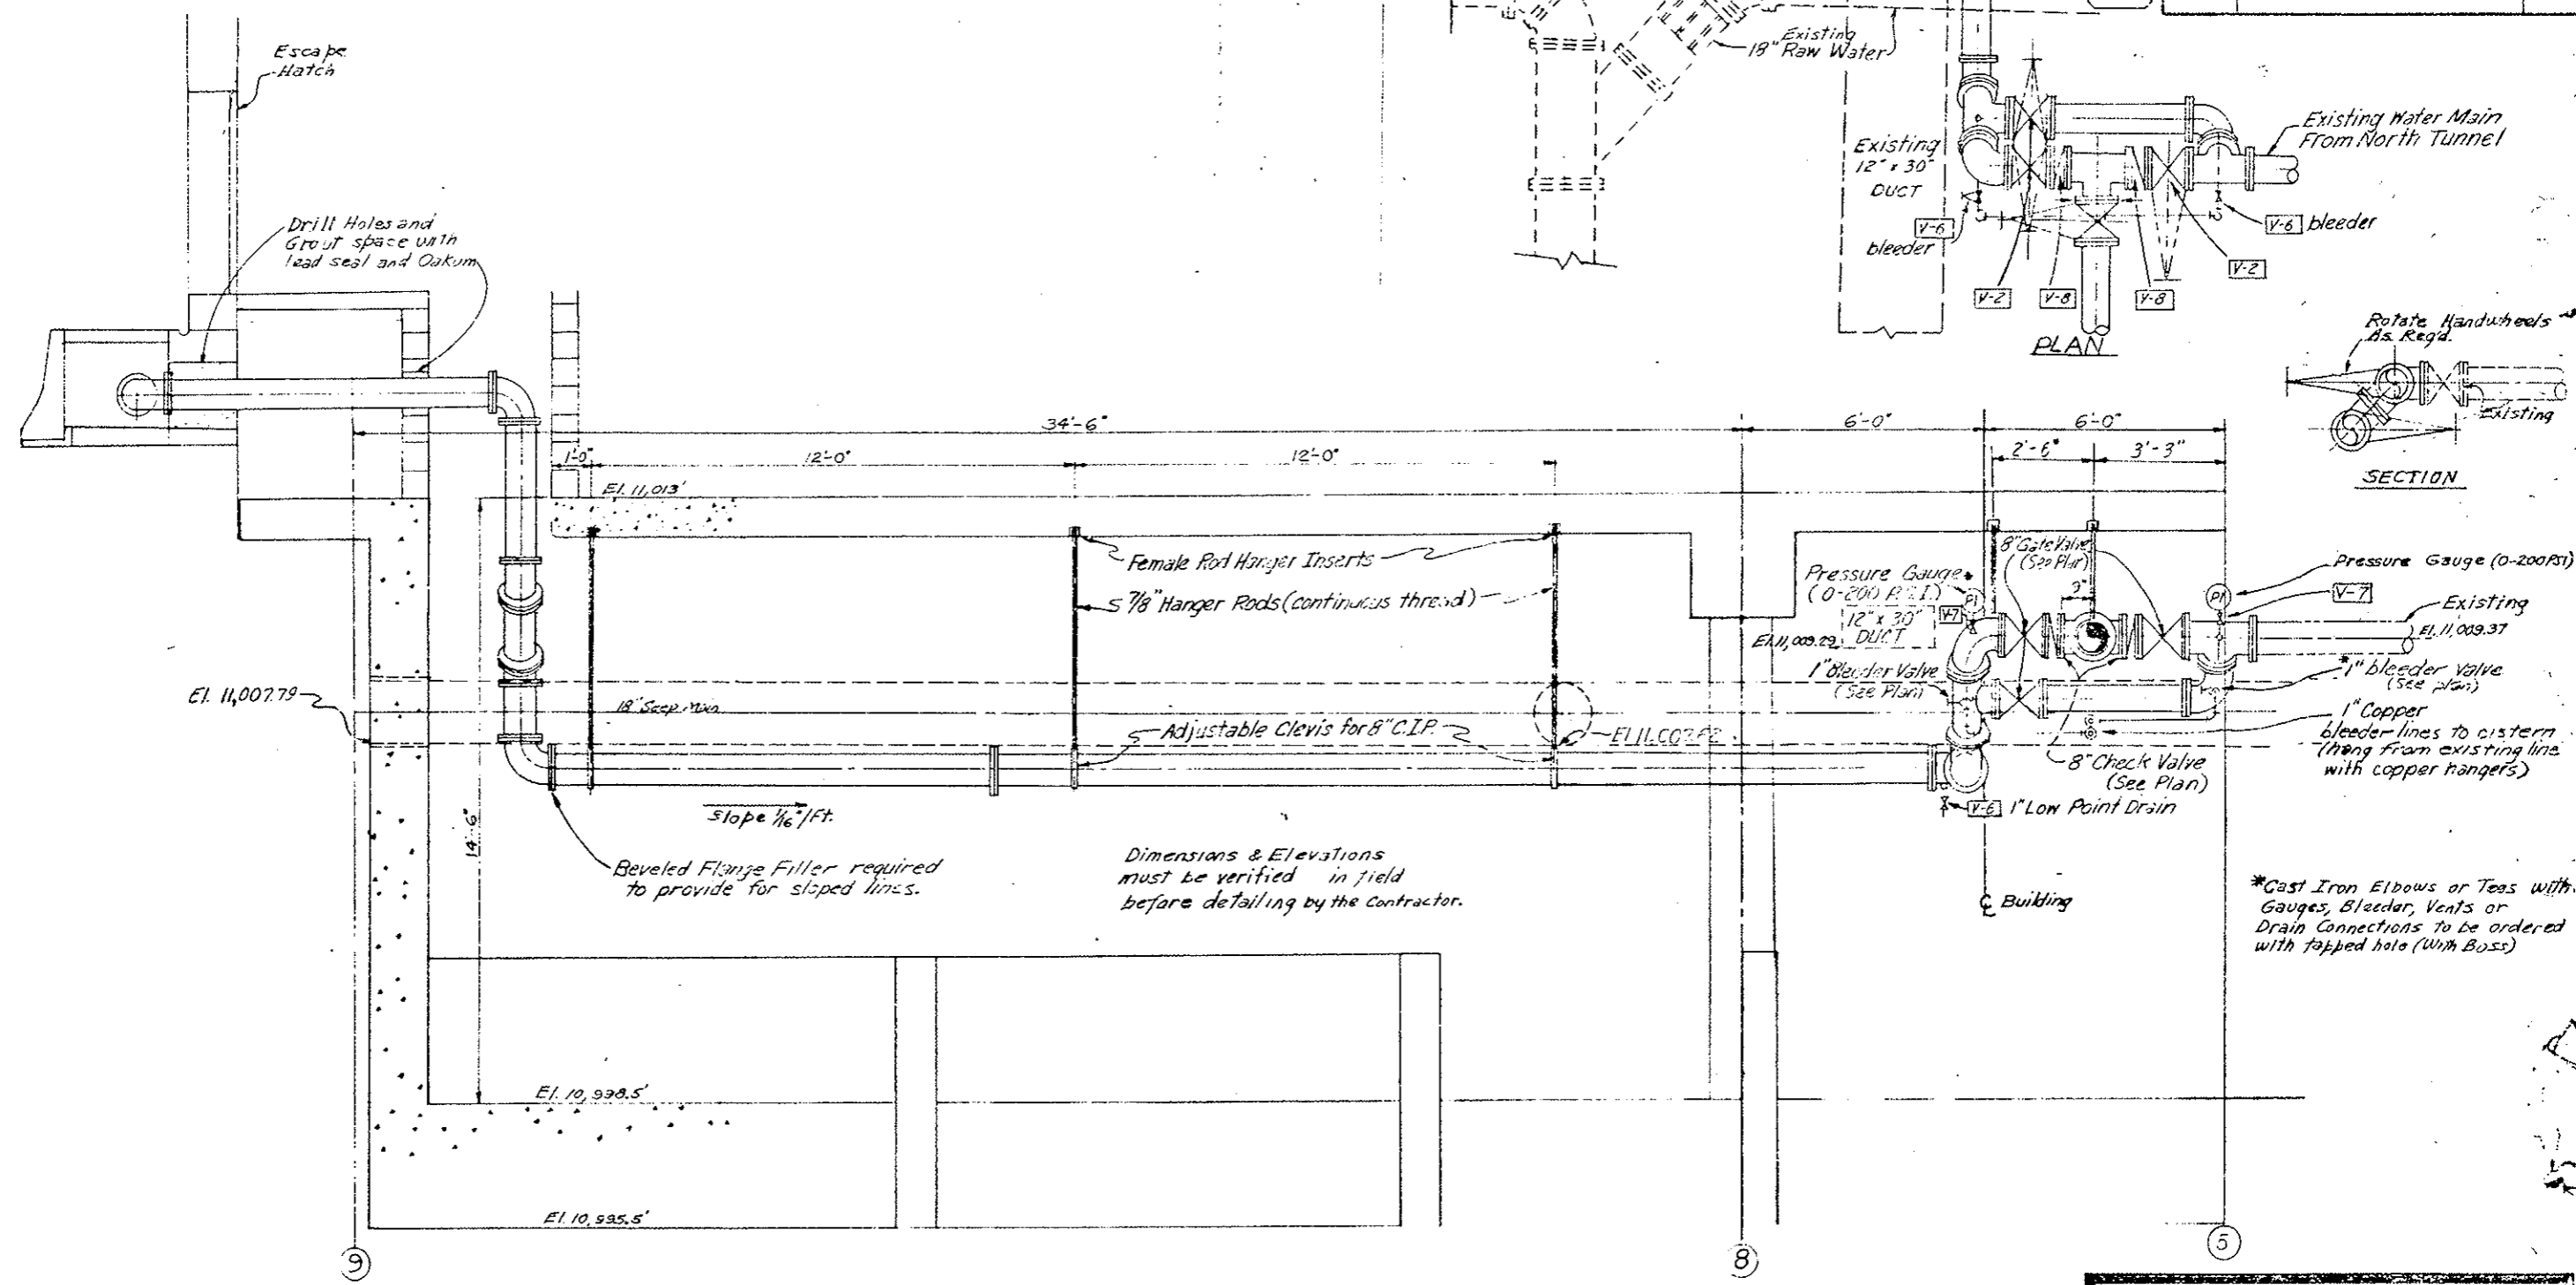 Escape
Hatch
Drill Holes and
Grout space with
lead seal and Oakum
Existing
18" Raw Water
Existing
12" x 30"
DUCT
V-6
bleeder
Existing Water Main
From North Tunnel
V-6 bleeder
V-2
V-2
V-8
V-8
PLAN
Rotate Handwheels
As Req'd.
Existing
SECTION
34'-6"
6'-0"
6'-0"
1'-0"
12'-0"
12'-0"
2'-6"
3'-3"
El. 11,013'
Female Rod Hanger Inserts
7/8" Hanger Rods (continuous thread)
Pressure Gauge*
(0-200 P.S.I.)
V-7
12" x 30"
DUCT
El. 11,009.29
8" Gate Valve
(See Plan)
3"
PI
PI
Pressure Gauge (0-200 PSI)
V-7
Existing
El. 11,009.37
1" Bleeder Valve
(See Plan)
*1" bleeder valve
(see plan)
1" Copper
bleeder lines to cistern
(hang from existing line
with copper hangers)
8" Check Valve
(See Plan)
El. 11,007.79
18" Seep Main
Adjustable Clevis for 8" C.I.P.
V-6 1" Low Point Drain
14'-6"
Slope 1/16"/Ft.
Beveled Flange Filler required
to provide for sloped lines.
Dimensions & Elevations
must be verified in field
before detailing by the contractor.
℄ Building
*Cast Iron Elbows or Tees with
Gauges, Bleeder, Vents or
Drain Connections to be ordered
with tapped hole (With Boss)
El. 10,998.5'
El. 10,995.5'
9
8
5